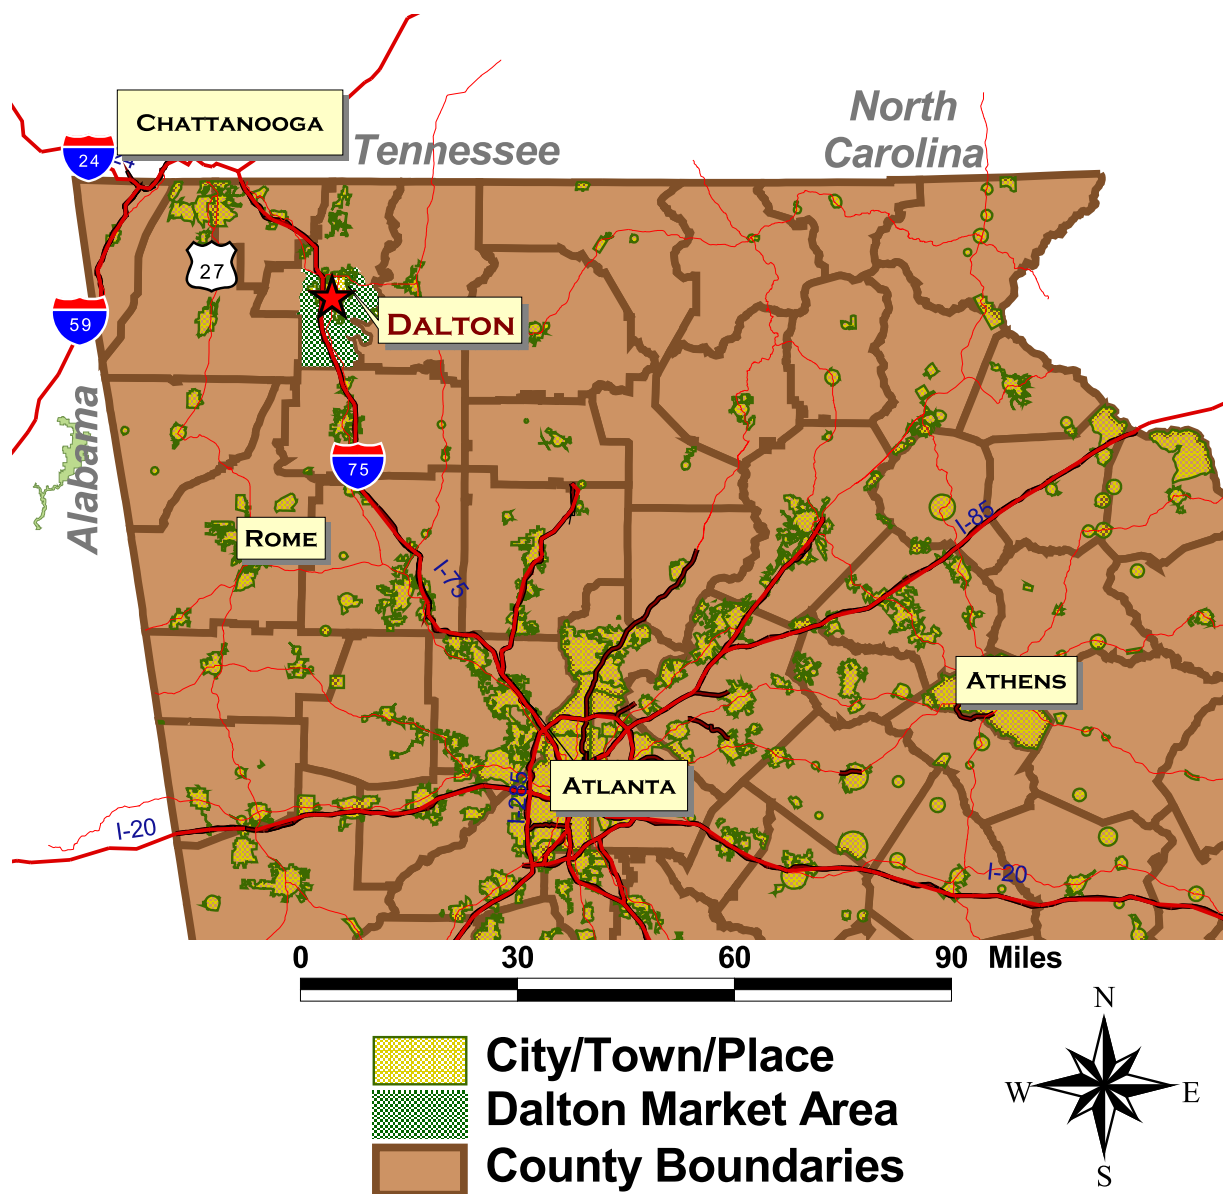 North
Carolina
CHATTANOOGA
Tennessee
24
27
59
DALTON
Alabama
75
I-85
ROME
I-75
ATHENS
ATLANTA
I-285
I-20
I-20
0 30 60 90 Miles
N
W E
S
City/Town/Place
Dalton Market Area
County Boundaries